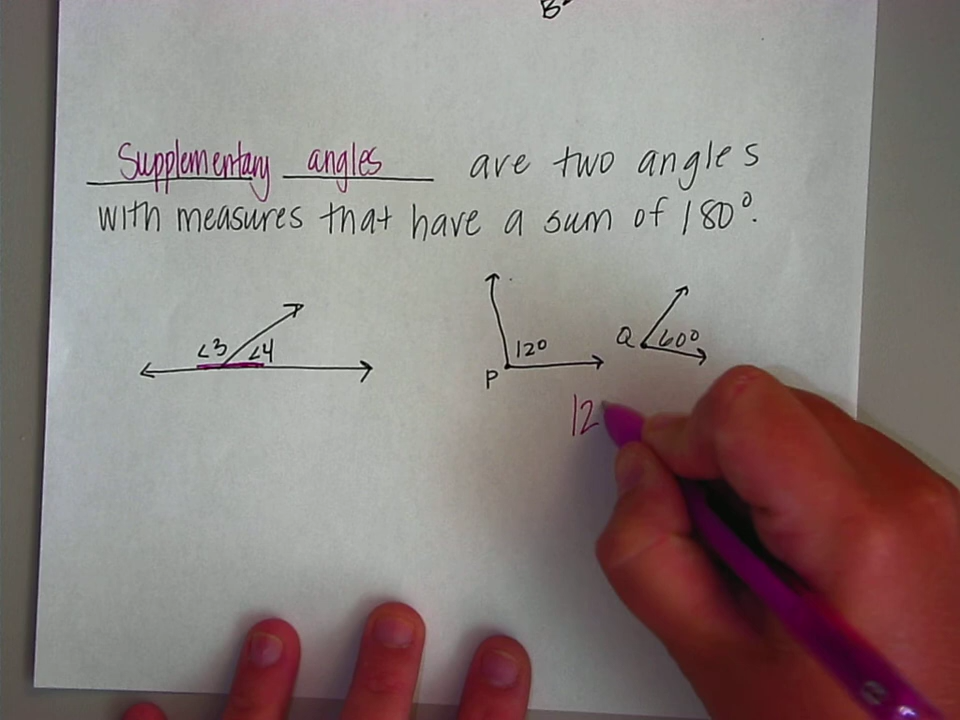 B
Supplementary angles are two angles
with measures that have a sum of 180°.
<3 <4
P 120
Q 60°
12